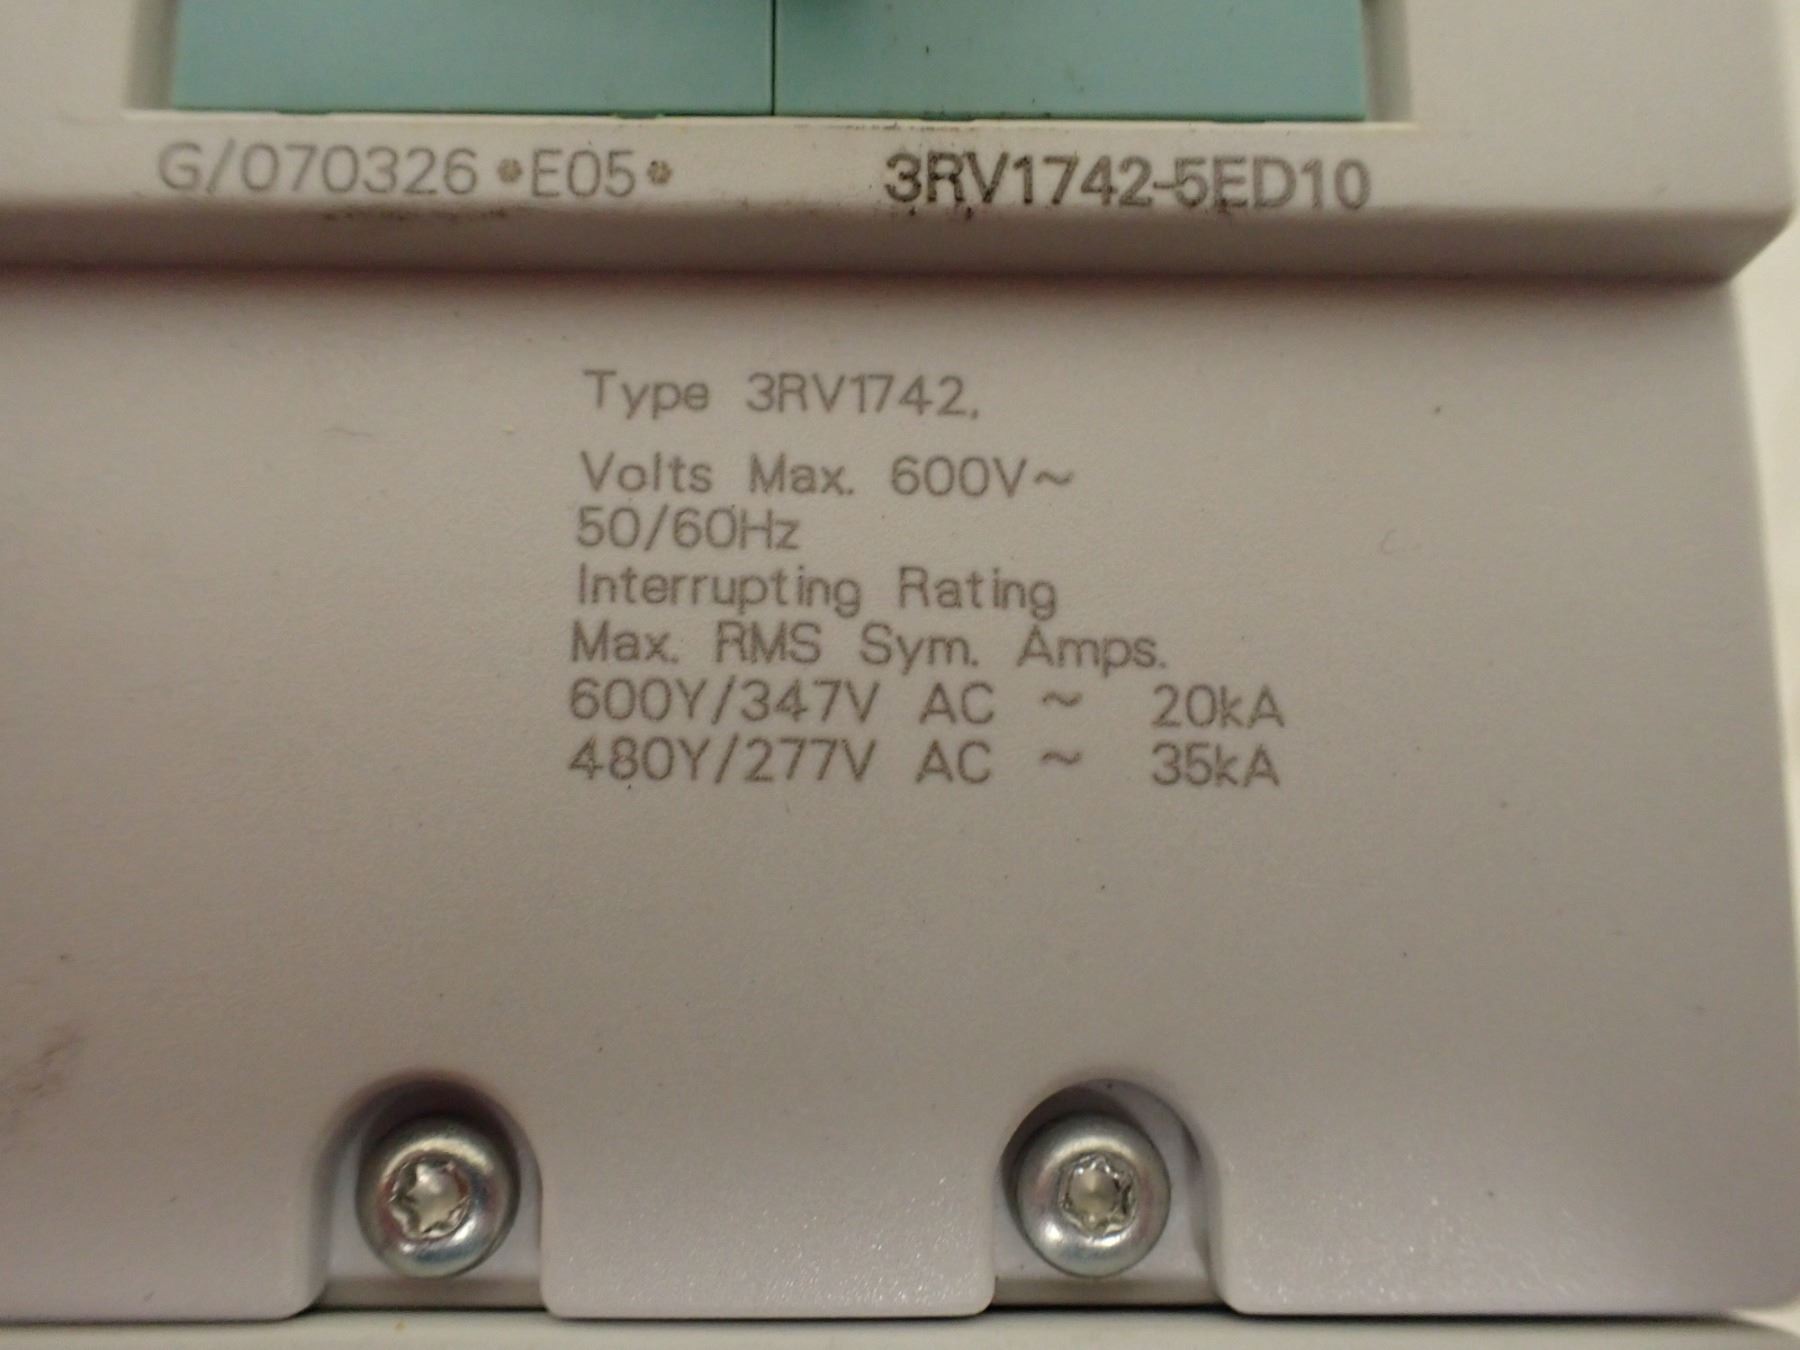 G/070326 *E05* 3RV1742-5ED10
Type 3RV1742.
Volts Max. 600V~
50/60Hz
Interrupting Rating
Max. RMS Sym. Amps.
600Y/347V AC ~ 20kA
480Y/277V AC ~ 35kA